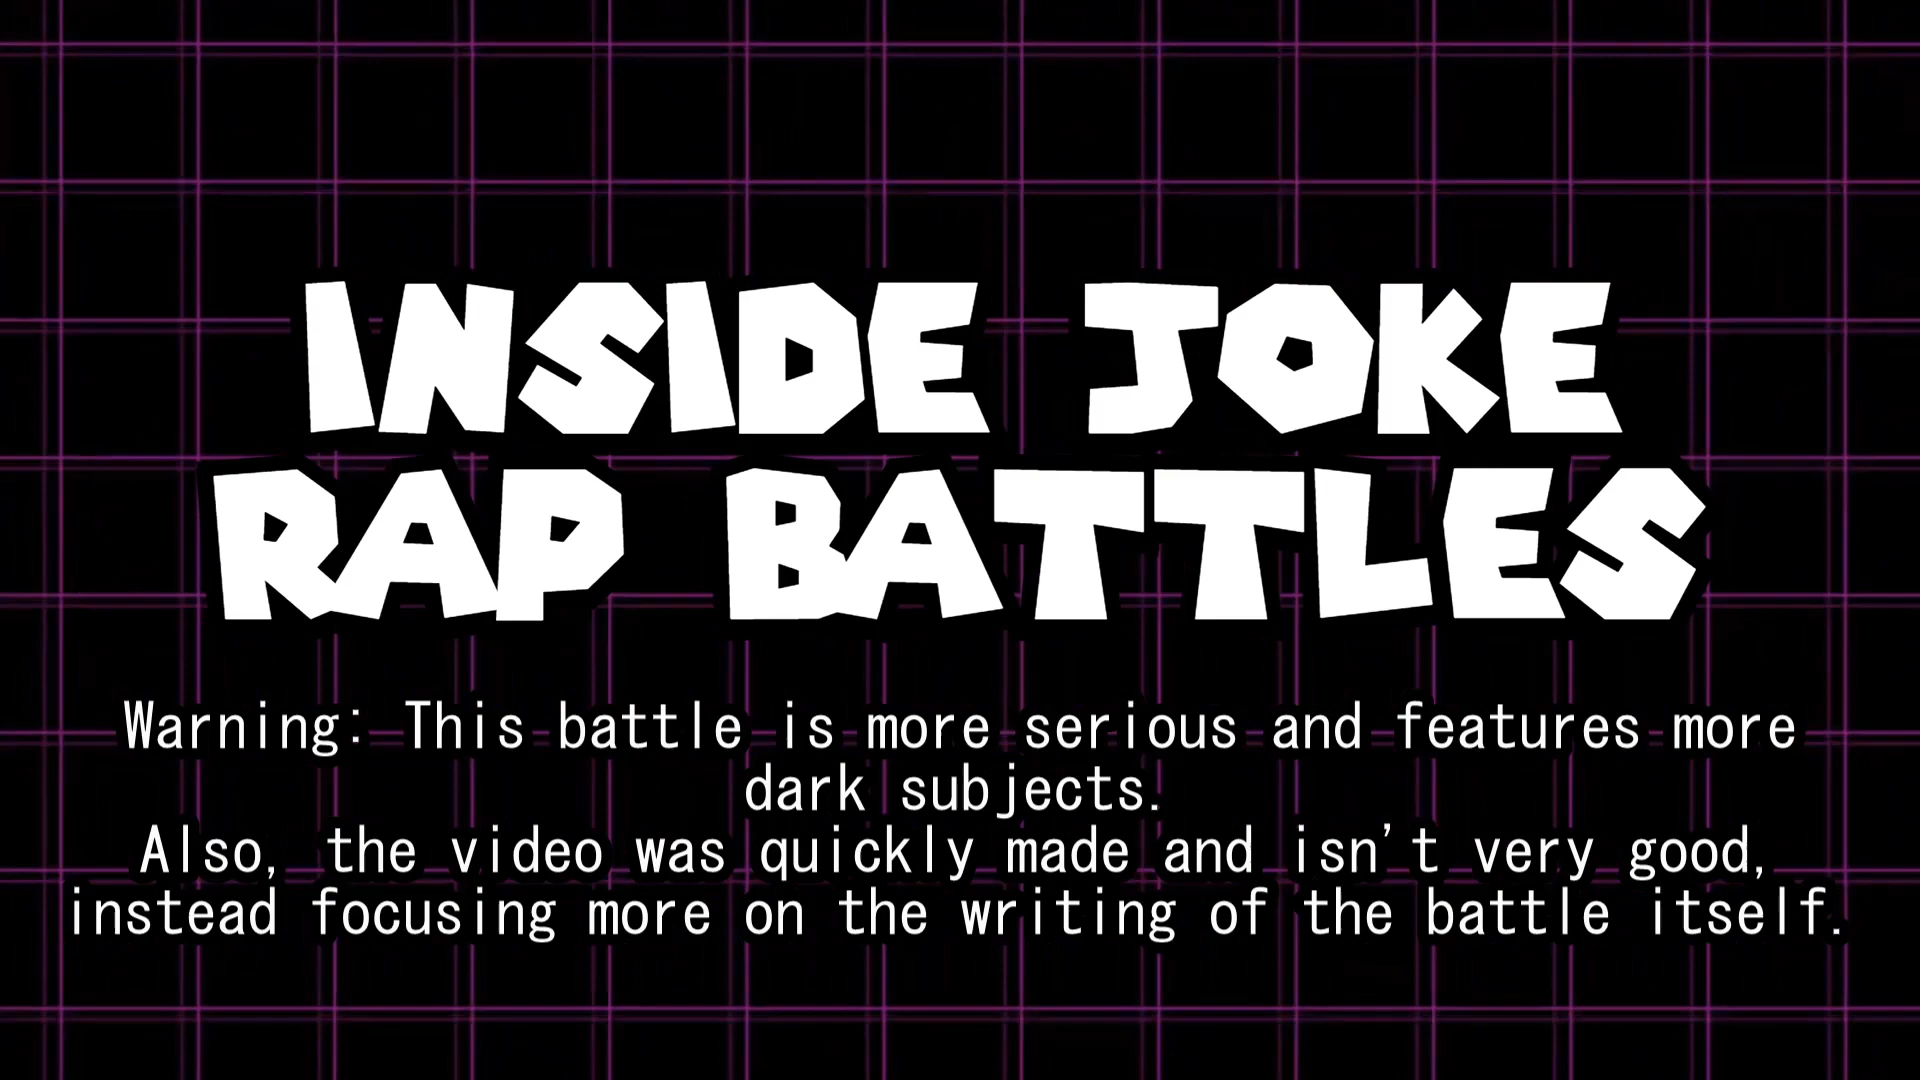 INSIDE JOKE
RAP BATTLES
Warning: This battle is more serious and features more
dark subjects.
Also, the video was quickly made and isn't very good,
instead focusing more on the writing of the battle itself.